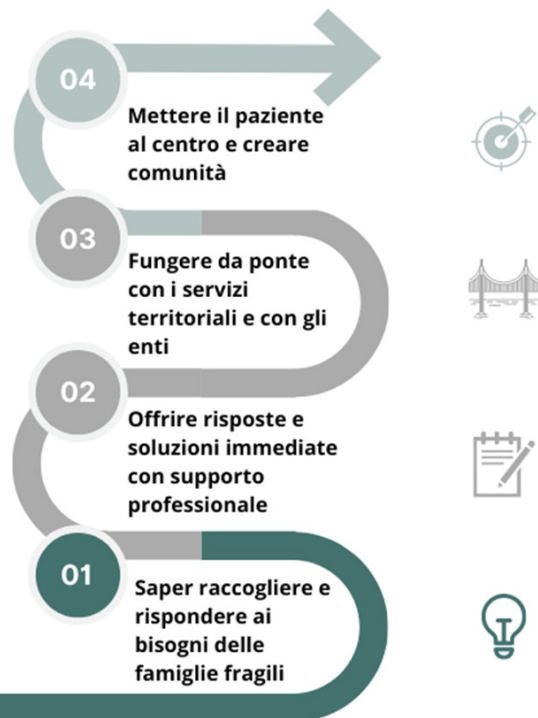 04
Mettere il paziente
al centro e creare
comunità
03
Fungere da ponte
con i servizi
territoriali e con gli
enti
02
Offrire risposte e
soluzioni immediate
con supporto
professionale
01
Saper raccogliere e
rispondere ai
bisogni delle
famiglie fragili